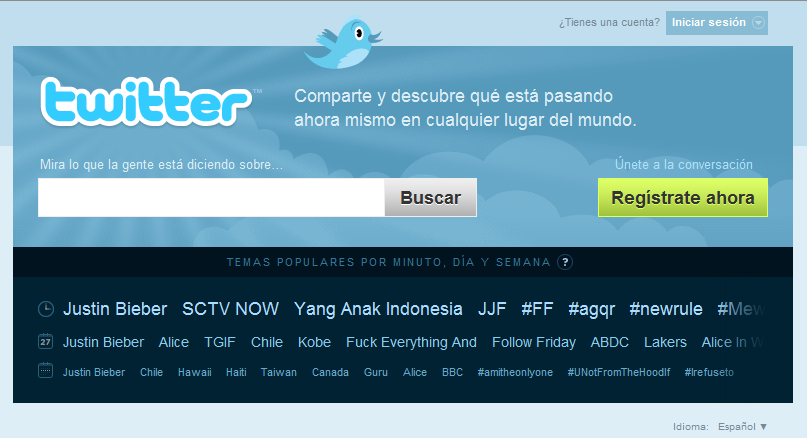 ¿Tienes una cuenta? Iniciar sesión
twitter™
Comparte y descubre qué está pasando
ahora mismo en cualquier lugar del mundo.
Mira lo que la gente está diciendo sobre...
Únete a la conversación
Buscar
Regístrate ahora
TEMAS POPULARES POR MINUTO, DÍA Y SEMANA ?
Justin Bieber SCTV NOW Yang Anak Indonesia JJF #FF #agqr #newrule #Mew
27 Justin Bieber Alice TGIF Chile Kobe Fuck Everything And Follow Friday ABDC Lakers Alice In W
Justin Bieber Chile Hawaii Haiti Taiwan Canada Guru Alice BBC #amitheonlyone #UNotFromTheHoodIf #Irefuseto
Idioma: Español ▼